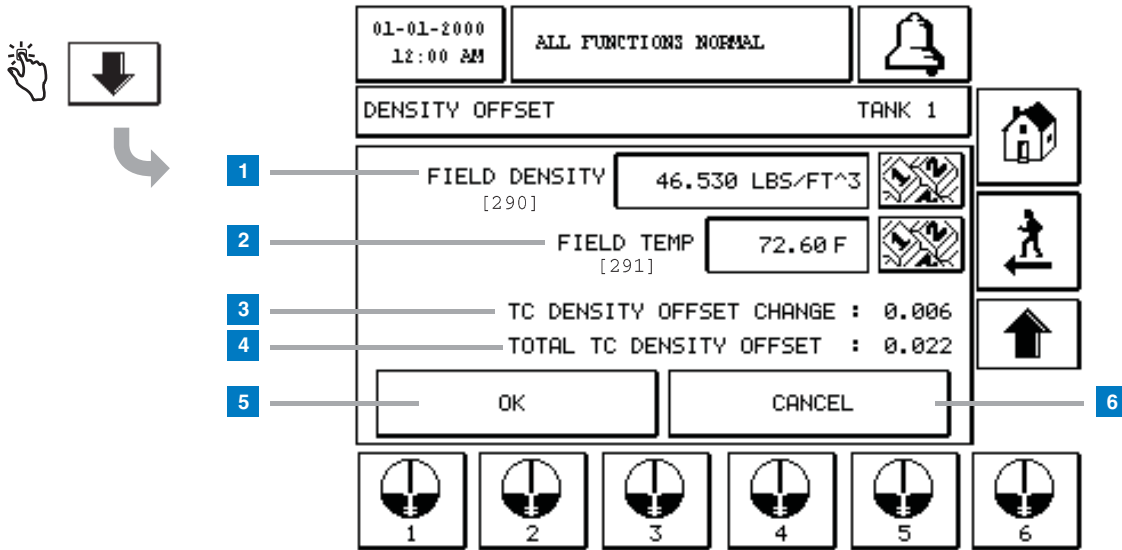 01-01-2000
12:00 AM
ALL FUNCTIONS NORMAL
DENSITY OFFSET TANK 1
1 FIELD DENSITY 46.530 LBS/FT^3
[290]
2 FIELD TEMP 72.60 F
[291]
3 TC DENSITY OFFSET CHANGE : 0.006
4 TOTAL TC DENSITY OFFSET : 0.022
5 OK CANCEL 6
1 2 3 4 5 6